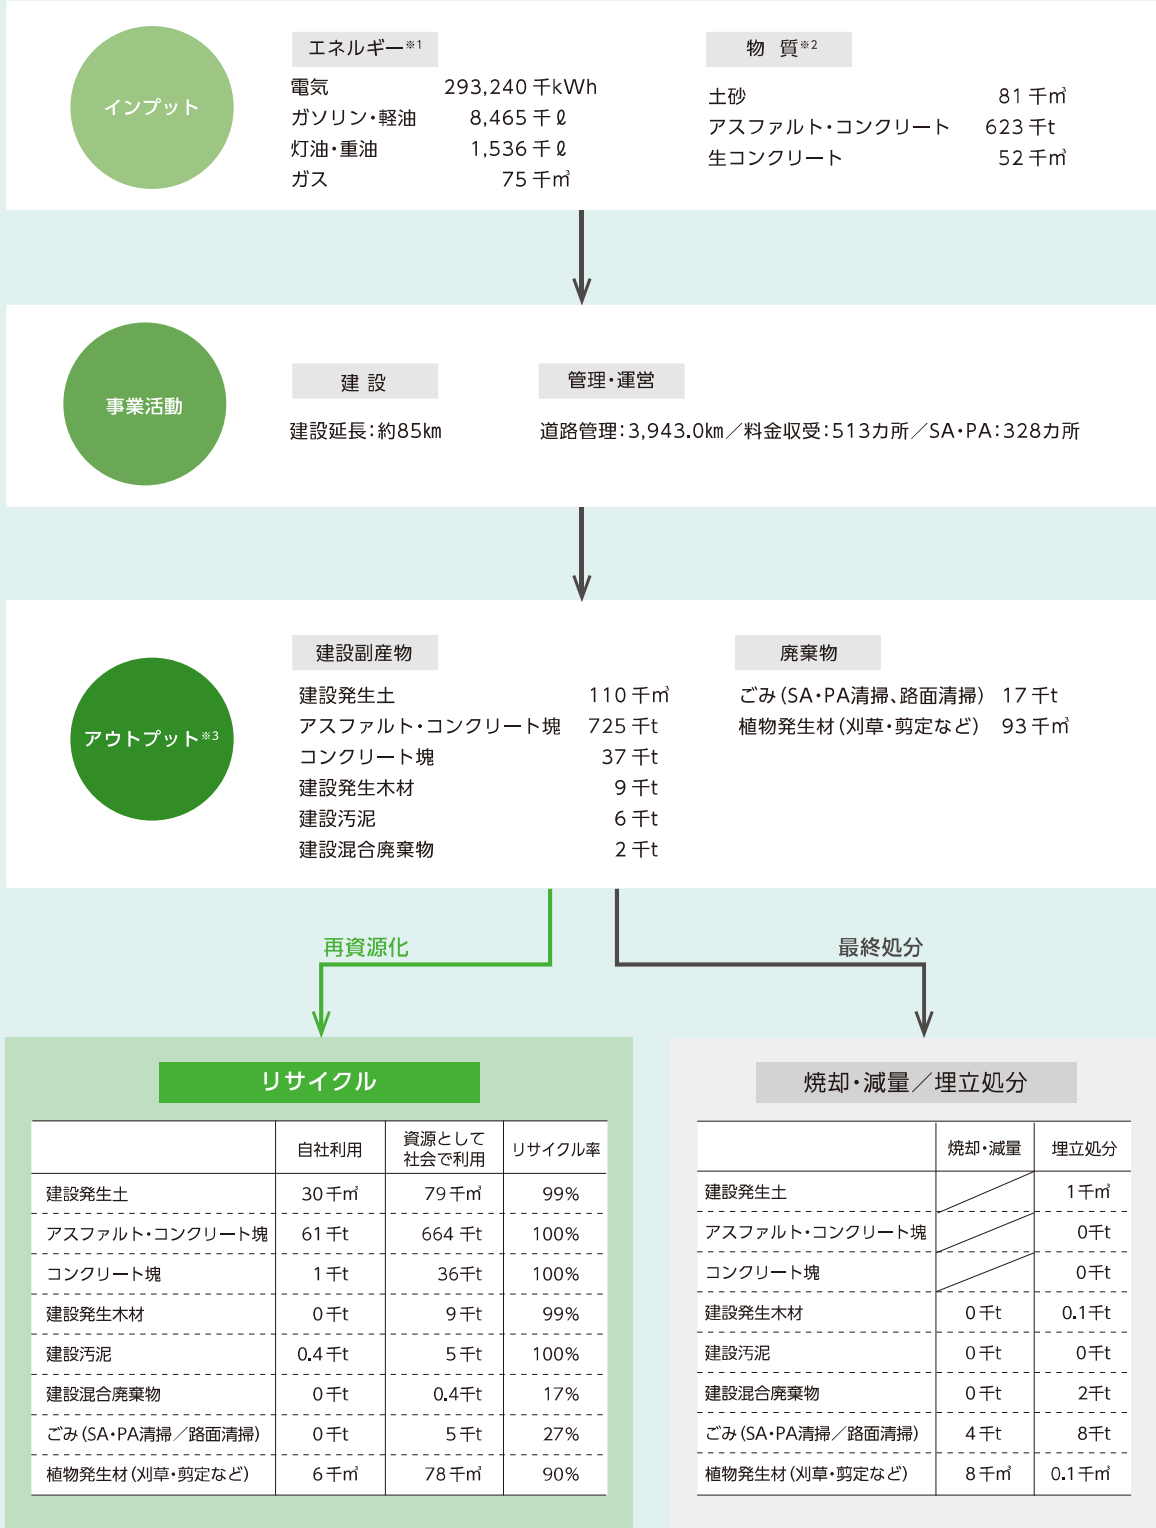 インプット
エネルギー※1
電気 293,240 千kWh
ガソリン・軽油 8,465 千ℓ
灯油・重油 1,536 千ℓ
ガス 75 千㎥
物 質※2
土砂 81 千㎥
アスファルト・コンクリート 623 千t
生コンクリート 52 千㎥
事業活動
建 設
建設延長：約85㎞
管理・運営
道路管理：3,943.0㎞／料金収受：513カ所／SA・PA：328カ所
アウトプット※3
建設副産物
建設発生土 110 千㎥
アスファルト・コンクリート塊 725 千t
コンクリート塊 37 千t
建設発生木材 9 千t
建設汚泥 6 千t
建設混合廃棄物 2 千t
廃棄物
ごみ（SA・PA清掃、路面清掃） 17 千t
植物発生材（刈草・剪定など） 93 千㎥
再資源化
最終処分
リサイクル
自社利用 資源として社会で利用 リサイクル率
建設発生土 30 千㎥ 79 千㎥ 99%
アスファルト・コンクリート塊 61 千t 664 千t 100%
コンクリート塊 1 千t 36千t 100%
建設発生木材 0 千t 9 千t 99%
建設汚泥 0.4 千t 5 千t 100%
建設混合廃棄物 0 千t 0.4千t 17%
ごみ（SA・PA清掃／路面清掃） 0 千t 5 千t 27%
植物発生材（刈草・剪定など） 6 千㎥ 78 千㎥ 90%
焼却・減量／埋立処分
焼却・減量 埋立処分
建設発生土 1 千㎥
アスファルト・コンクリート塊 0千t
コンクリート塊 0千t
建設発生木材 0 千t 0.1千t
建設汚泥 0 千t 0千t
建設混合廃棄物 0 千t 2千t
ごみ（SA・PA清掃／路面清掃） 4 千t 8千t
植物発生材（刈草・剪定など） 8 千㎥ 0.1千㎥